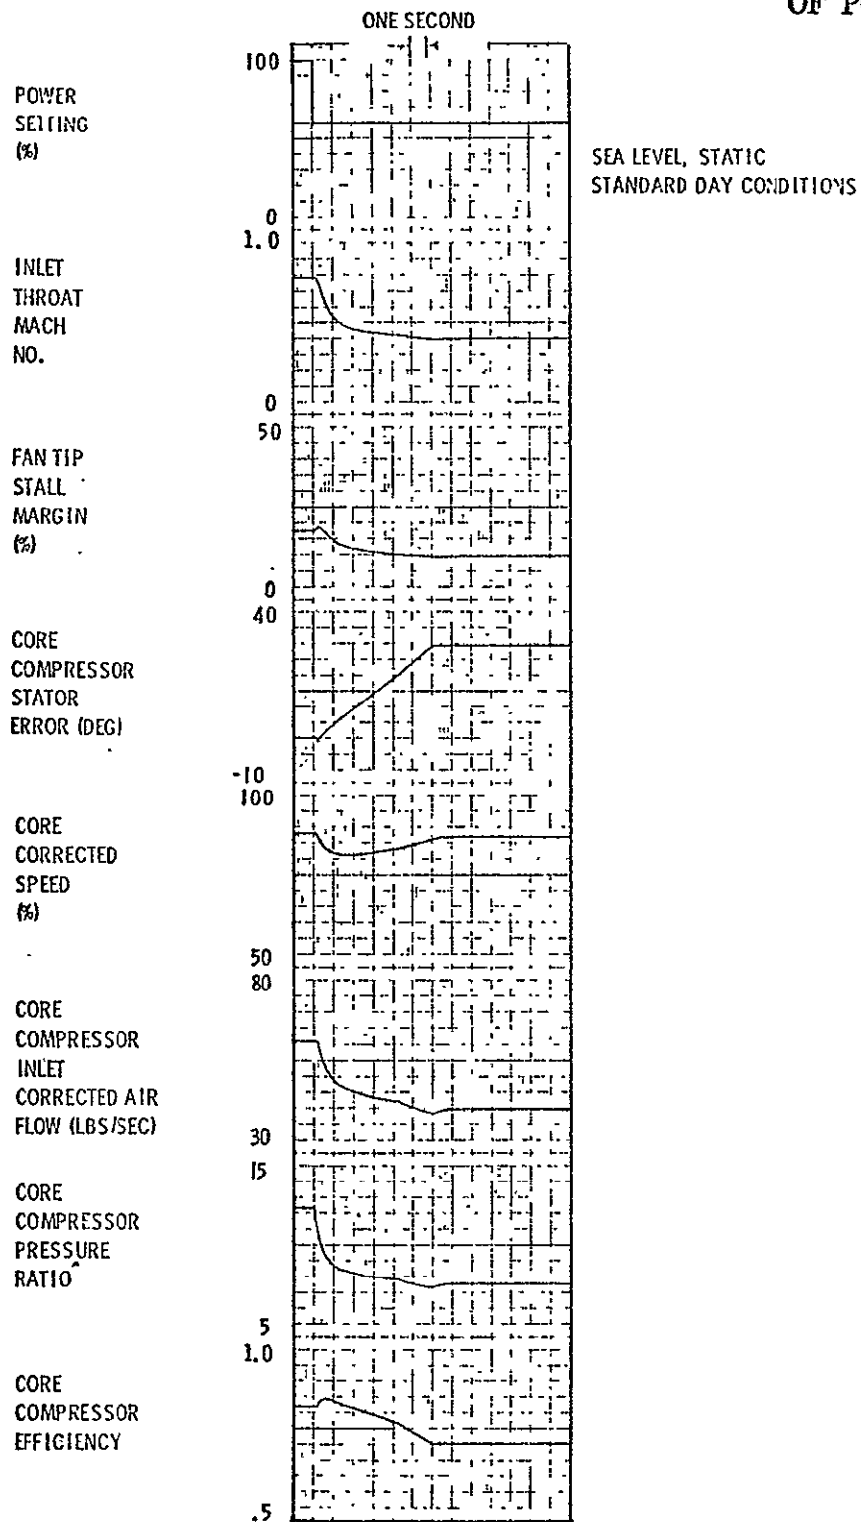 OF P
ONE SECOND
100
POWER
SETTING
(%)
SEA LEVEL, STATIC
STANDARD DAY CONDITIONS
0
1.0
INLET
THROAT
MACH
NO.
0
50
FAN TIP
STALL
MARGIN
(%)
0
40
CORE
COMPRESSOR
STATOR
ERROR (DEG)
-10
100
CORE
CORRECTED
SPEED
(%)
50
80
CORE
COMPRESSOR
INLET
CORRECTED AIR
FLOW (LBS/SEC)
30
15
CORE
COMPRESSOR
PRESSURE
RATIO
5
1.0
CORE
COMPRESSOR
EFFICIENCY
.5